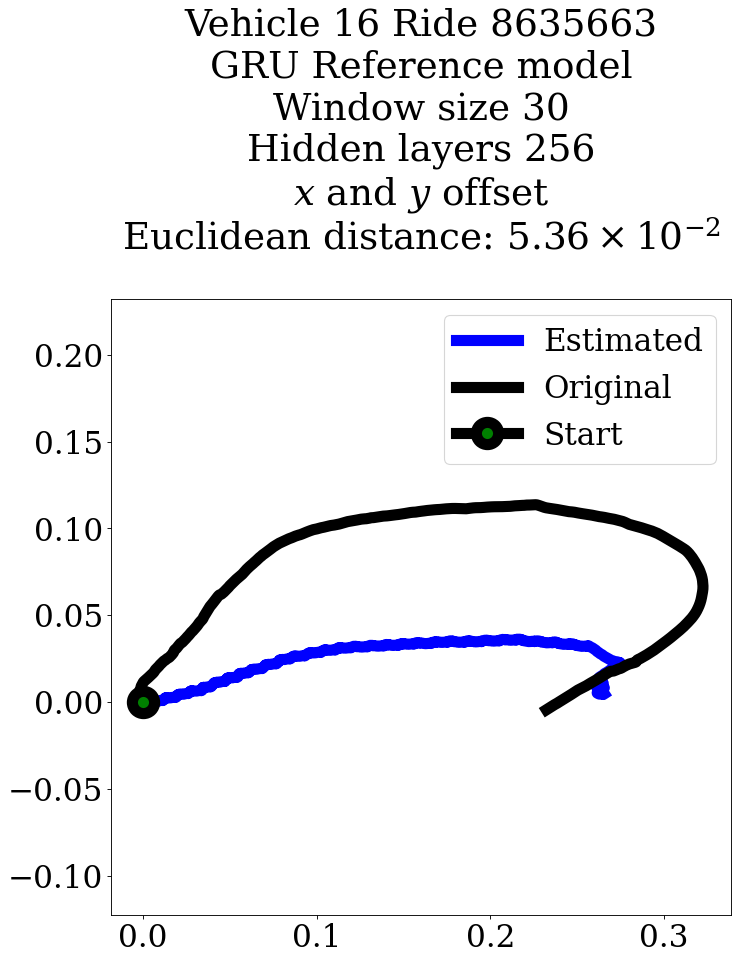 Vehicle 16 Ride 8635663
GRU Reference model
Window size 30
Hidden layers 256
x and y offset
Euclidean distance: 5.36 × 10⁻²
Estimated
Original
Start
0.20
0.15
0.10
0.05
0.00
−0.05
−0.10
0.0 0.1 0.2 0.3